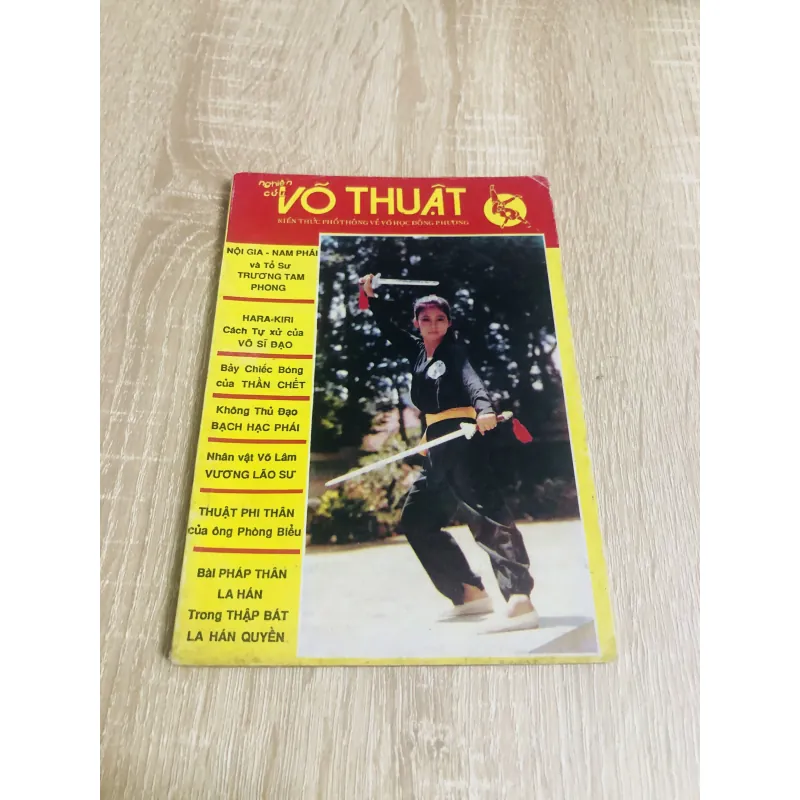 nghiên
cứu
VÕ THUẬT
KIẾN THỨC PHỔ THÔNG VỀ VÕ HỌC ĐÔNG PHƯƠNG
NỘI GIA - NAM PHÁI
và Tổ Sư
TRƯƠNG TAM
PHONG
HARA-KIRI
Cách Tự xử của
VÕ SĨ ĐẠO
Bảy Chiếc Bóng
của THẦN CHẾT
Không Thủ Đạo
BẠCH HẠC PHÁI
Nhân vật Võ Lâm
VƯƠNG LÃO SƯ
THUẬT PHI THÂN
của ông Phòng Biểu
Bài PHÁP THÂN
LA HÁN
Trong THẬP BÁT
LA HÁN QUYỀN